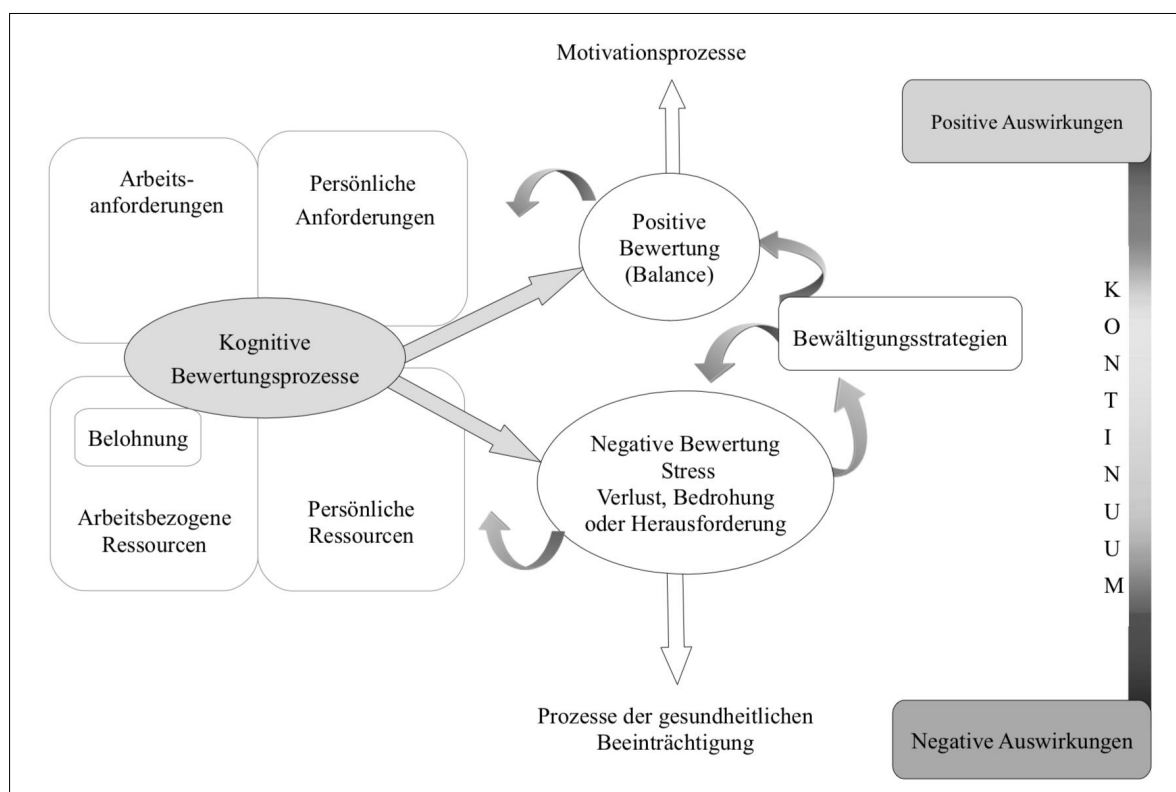 Motivationsprozesse
Positive Auswirkungen
Arbeits-
anforderungen
Persönliche
Anforderungen
Positive
Bewertung
(Balance)
Kognitive
Bewertungsprozesse
Bewältigungsstrategien
Belohnung
Arbeitsbezogene
Ressourcen
Persönliche
Ressourcen
Negative Bewertung
Stress
Verlust, Bedrohung
oder Herausforderung
K
O
N
T
I
N
U
U
M
Prozesse der gesundheitlichen
Beeinträchtigung
Negative Auswirkungen